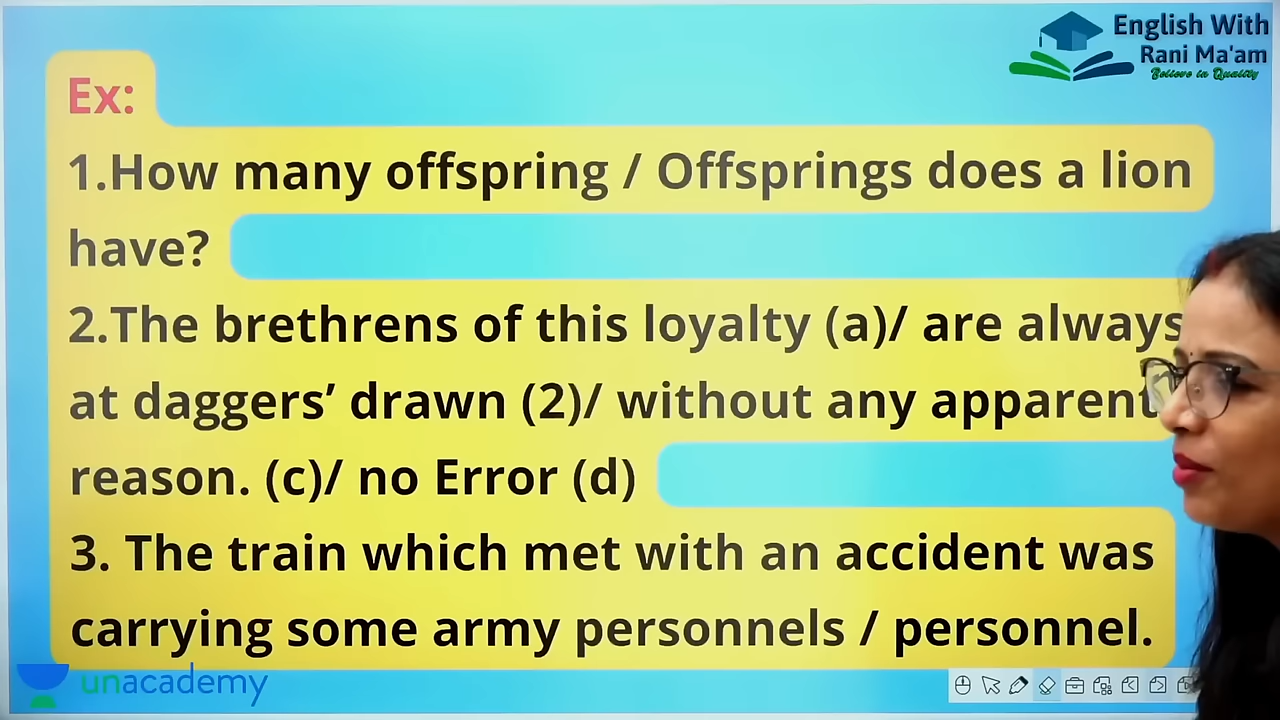 English With
Rani Ma'am
Believe in Quality
Ex:
1.How many offspring / Offsprings does a lion
have?
2.The brethrens of this loyalty (a)/ are always
at daggers’ drawn (2)/ without any apparent
reason. (c)/ no Error (d)
3. The train which met with an accident was
carrying some army personnels / personnel.
unacademy